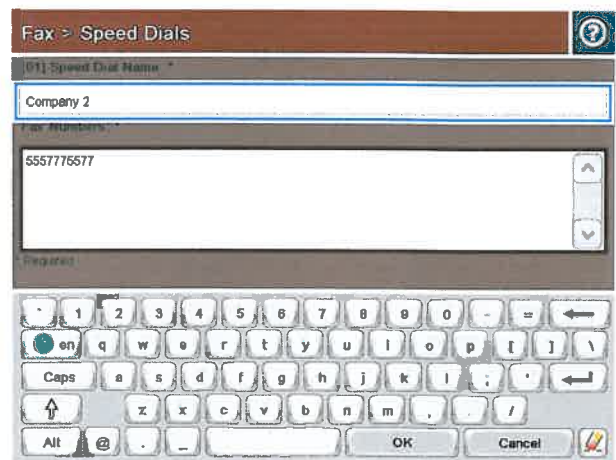 Fax > Speed Dials
[01] Speed Dial Name: *
Company 2
Fax Numbers: *
5557775577
* Required
` 1 2 3 4 5 6 7 8 9 0 - =
en q w e r t y u i o p [ ] \
Caps a s d f g h j k l ; '
z x c v b n m , . /
Alt @ . _ OK Cancel